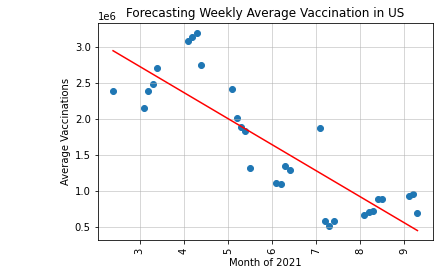 Forecasting Weekly Average Vaccination in US
1e6
3.0
2.5
2.0
1.5
1.0
0.5
Average Vaccinations
3 4 5 6 7 8 9
Month of 2021